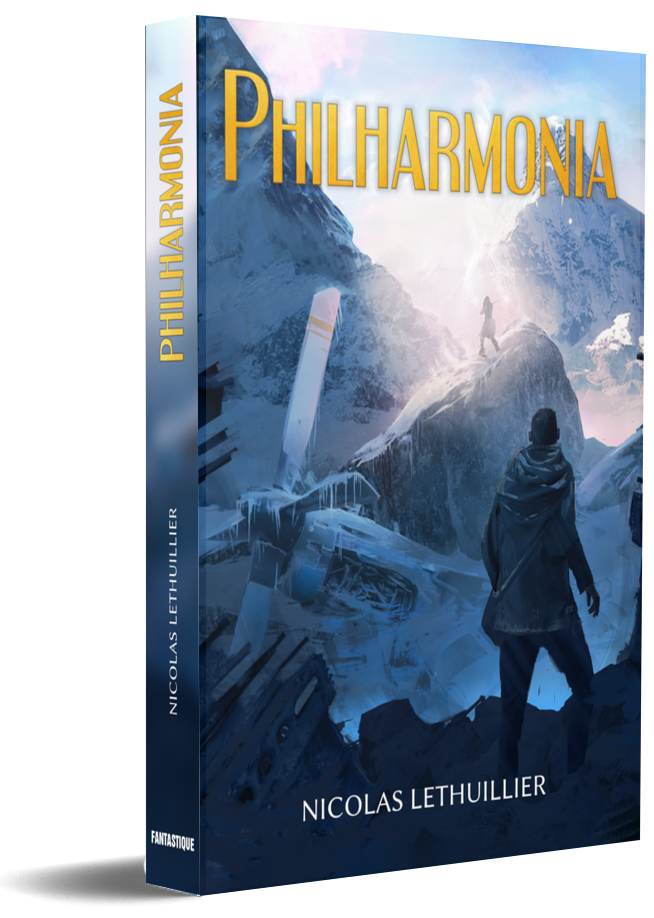 PHILHARMONIA
NICOLAS LETHUILLIER
PHILHARMONIA
NICOLAS LETHUILLIER
FANTASTIQUE